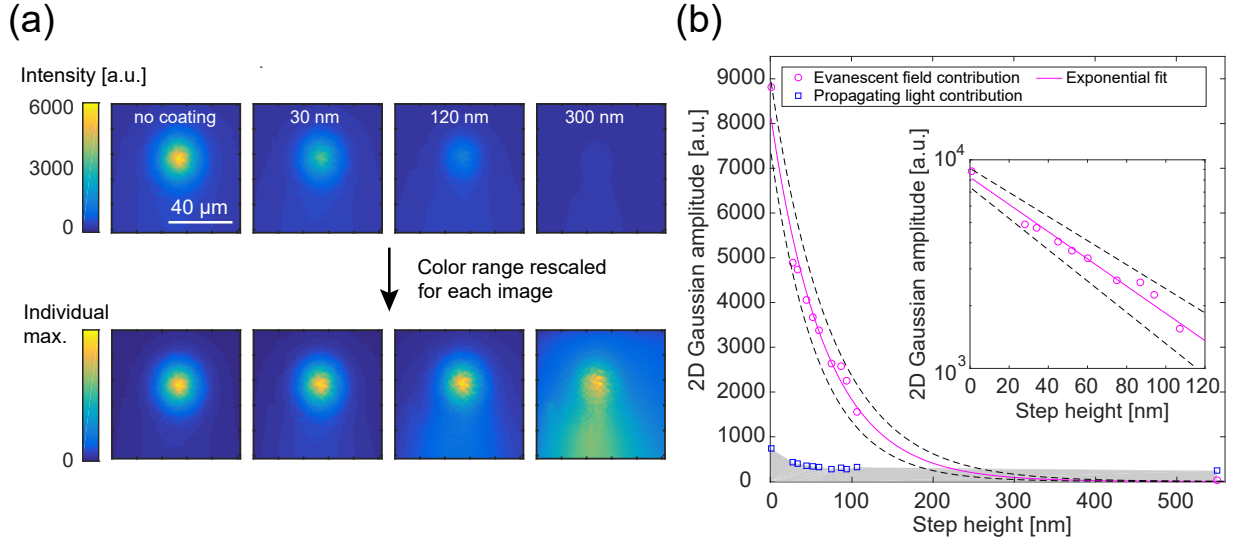 (a)
Intensity [a.u.]
6000
3000
0
no coating
30 nm
120 nm
300 nm
40 µm
Color range rescaled
for each image
Individual
max.
0
(b)
2D Gaussian amplitude [a.u.]
9000
8000
7000
6000
5000
4000
3000
2000
1000
0
0 100 200 300 400 500
Step height [nm]
Evanescent field contribution
Exponential fit
Propagating light contribution
2D Gaussian amplitude [a.u.]
10⁴
10³
0 20 40 60 80 100 120
Step height [nm]